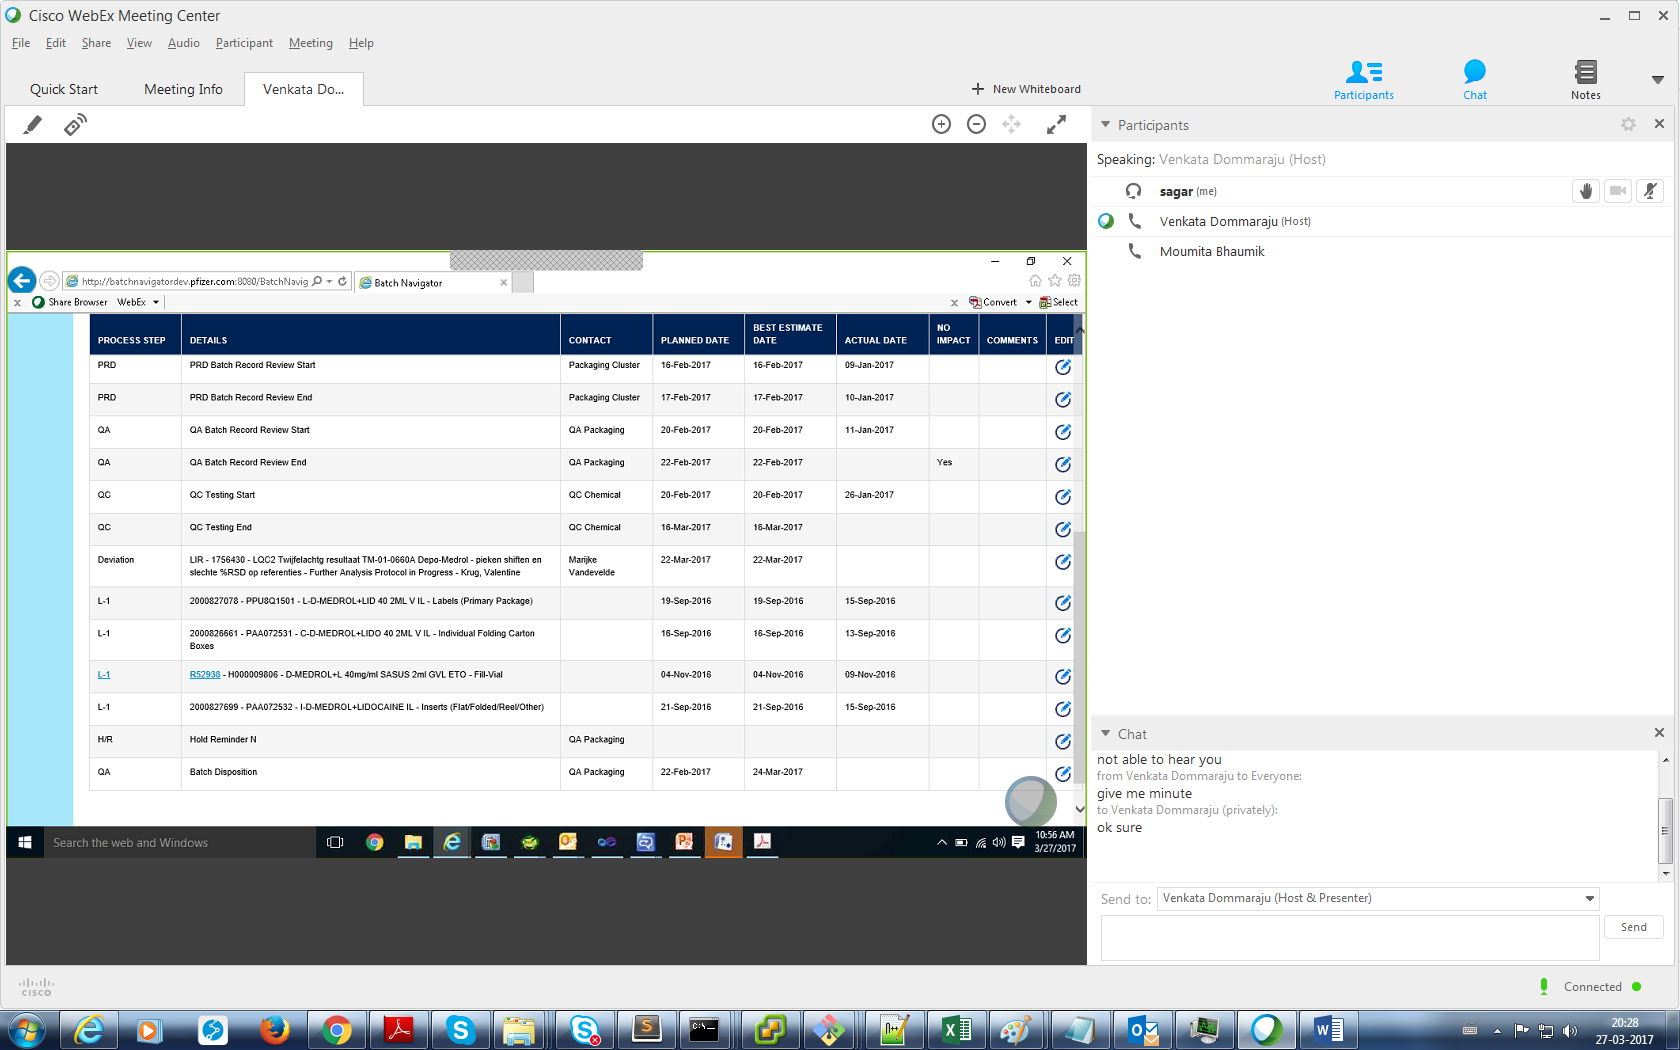 Cisco WebEx Meeting Center
File Edit Share View Audio Participant Meeting Help
Quick Start Meeting Info Venkata Do...
New Whiteboard
Participants Chat Notes
Participants
Speaking: Venkata Dommaraju (Host)
sagar (me)
Venkata Dommaraju (Host)
Moumita Bhaumik
http://batchnavigatordev.pfizer.com:8080/BatchNavig
Batch Navigator
Share Browser WebEx
Convert Select
PROCESS STEP DETAILS CONTACT PLANNED DATE BEST ESTIMATE DATE ACTUAL DATE NO IMPACT COMMENTS EDIT
PRD PRD Batch Record Review Start Packaging Cluster 16-Feb-2017 16-Feb-2017 09-Jan-2017
PRD PRD Batch Record Review End Packaging Cluster 17-Feb-2017 17-Feb-2017 10-Jan-2017
QA QA Batch Record Review Start QA Packaging 20-Feb-2017 20-Feb-2017 11-Jan-2017
QA QA Batch Record Review End QA Packaging 22-Feb-2017 22-Feb-2017 Yes
QC QC Testing Start QC Chemical 20-Feb-2017 20-Feb-2017 26-Jan-2017
QC QC Testing End QC Chemical 16-Mar-2017 16-Mar-2017
Deviation LIR - 1756430 - LQC2 Twijfelachtg resultaat TM-01-0660A Depo-Medrol - pieken shiften en Marijke 22-Mar-2017 22-Mar-2017
slechte %RSD op referenties - Further Analysis Protocol in Progress - Krug, Valentine Vandevelde
L-1 2000827078 - PPU8Q1501 - L-D-MEDROL+LID 40 2ML V IL - Labels (Primary Package) 19-Sep-2016 19-Sep-2016 15-Sep-2016
L-1 2000826661 - PAA072531 - C-D-MEDROL+LIDO 40 2ML V IL - Individual Folding Carton 16-Sep-2016 16-Sep-2016 13-Sep-2016
Boxes
L-1 R52938 - H000009806 - D-MEDROL+L 40mg/ml SASUS 2ml GVL ETO - Fill-Vial 04-Nov-2016 04-Nov-2016 09-Nov-2016
L-1 2000827699 - PAA072532 - I-D-MEDROL+LIDOCAINE IL - Inserts (Flat/Folded/Reel/Other) 21-Sep-2016 21-Sep-2016 15-Sep-2016
H/R Hold Reminder N QA Packaging
QA Batch Disposition QA Packaging 22-Feb-2017 24-Mar-2017
Search the web and Windows
10:56 AM
3/27/2017
Chat
not able to hear you
from Venkata Dommaraju to Everyone:
give me minute
to Venkata Dommaraju (privately):
ok sure
Send to: Venkata Dommaraju (Host & Presenter)
Send
CISCO
Connected
20:28
27-03-2017